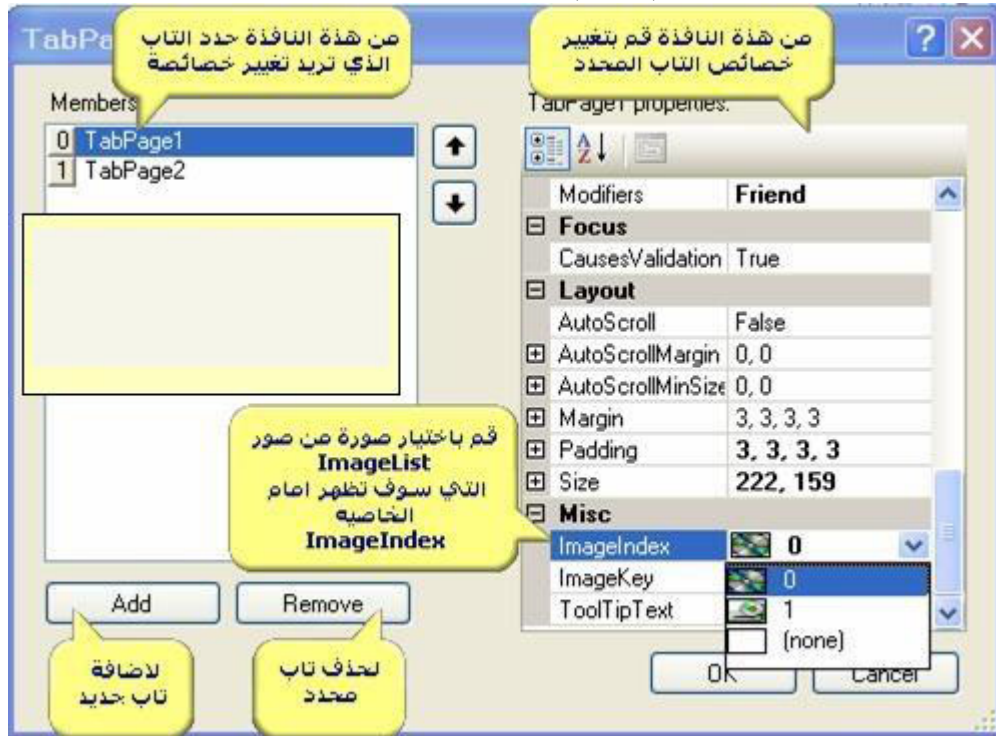 TabPa
من هذة النافذة حدد التاب
الذي تريد تغيير خصائصة
من هذة النافذة قم بتغيير
خصائص التاب المحدد
Members
TabPage1 properties:
0 TabPage1
1 TabPage2
Modifiers Friend
Focus
CausesValidation True
Layout
AutoScroll False
AutoScrollMargin 0, 0
AutoScrollMinSize 0, 0
Margin 3, 3, 3, 3
Padding 3, 3, 3, 3
Size 222, 159
Misc
ImageIndex 0
ImageKey 0
ToolTipText 1
(none)
قم باختيار صورة من صور
ImageList
التي سوف تظهر امام
الخاصيه
ImageIndex
Add
Remove
لاضافة
تاب جديد
لحذف تاب
محدد
OK
Cancel